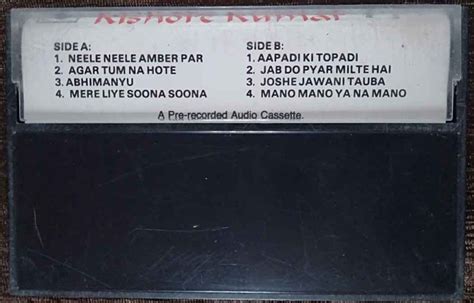 Kishore Kumar
SIDE A:
1. NEELE NEELE AMBER PAR
2. AGAR TUM NA HOTE
3. ABHIMANYU
4. MERE LIYE SOONA SOONA
SIDE B:
1. AAPADI KI TOPADI
2. JAB DO PYAR MILTE HAI
3. JOSHE JAWANI TAUBA
4. MANO MANO YA NA MANO
A Pre-recorded Audio Cassette.